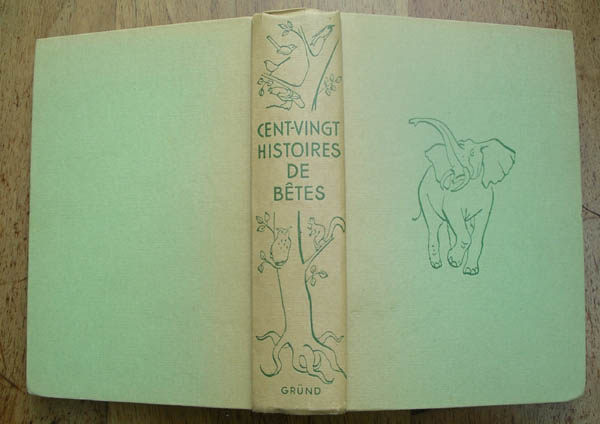 CENT-VINGT
HISTOIRES
DE
BÊTES
GRÜND